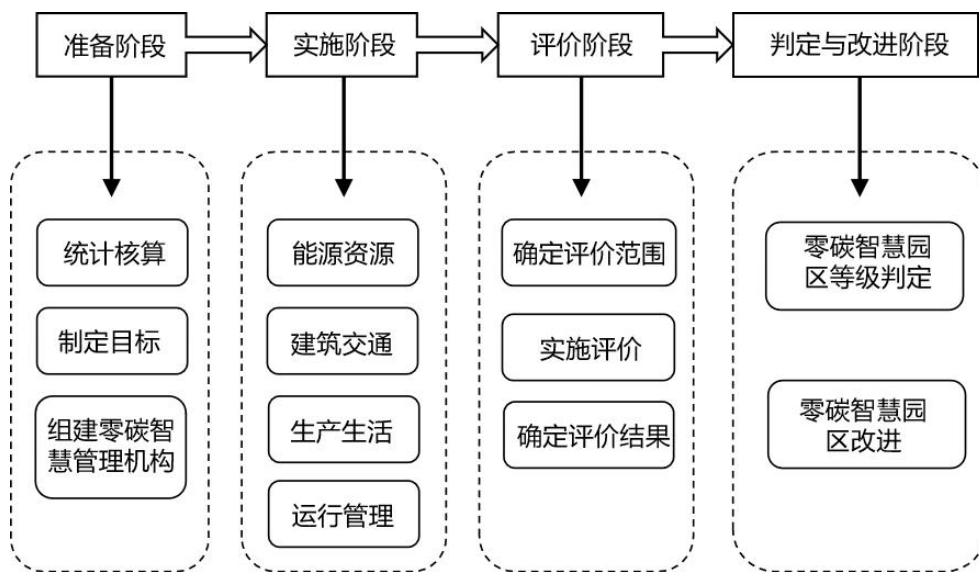 准备阶段
实施阶段
评价阶段
判定与改进阶段
统计核算
制定目标
组建零碳智
慧管理机构
能源资源
建筑交通
生产生活
运行管理
确定评价范围
实施评价
确定评价结果
零碳智慧园
区等级判定
零碳智慧园
区改进